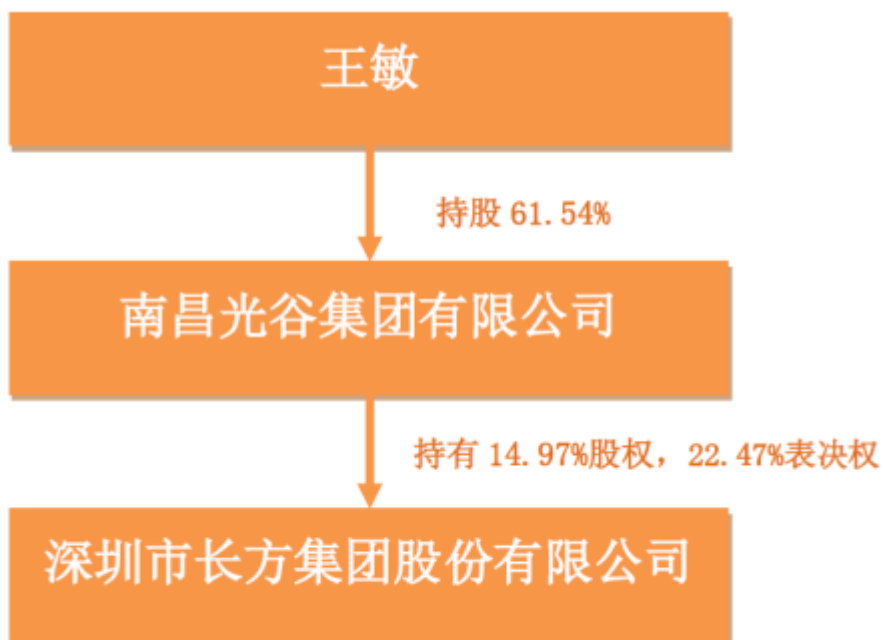 王敏
持股 61.54%
南昌光谷集团有限公司
持有 14.97%股权，22.47%表决权
深圳市长方集团股份有限公司